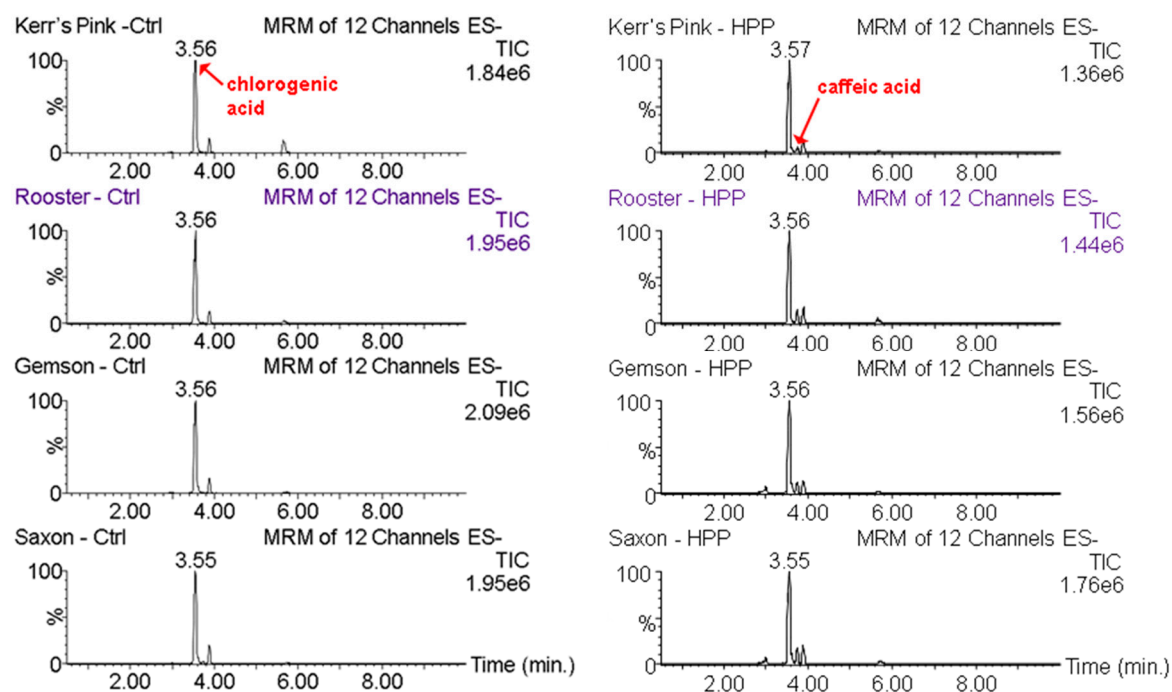 Kerr's Pink -Ctrl MRM of 12 Channels ES-
3.56 TIC
100 1.84e6
chlorogenic
acid
%
0
2.00 4.00 6.00 8.00
Rooster - Ctrl MRM of 12 Channels ES-
3.56 TIC
100 1.95e6
%
0
2.00 4.00 6.00 8.00
Gemson - Ctrl MRM of 12 Channels ES-
3.56 TIC
100 2.09e6
%
0
2.00 4.00 6.00 8.00
Saxon - Ctrl MRM of 12 Channels ES-
3.55 TIC
100 1.95e6
%
0 Time (min.)
2.00 4.00 6.00 8.00
Kerr's Pink - HPP MRM of 12 Channels ES-
3.57 TIC
100 1.36e6
caffeic acid
%
0
2.00 4.00 6.00 8.00
Rooster - HPP MRM of 12 Channels ES-
3.56 TIC
100 1.44e6
%
0
2.00 4.00 6.00 8.00
Gemson - HPP MRM of 12 Channels ES-
3.56 TIC
100 1.56e6
%
0
2.00 4.00 6.00 8.00
Saxon - HPP MRM of 12 Channels ES-
3.55 TIC
100 1.76e6
%
0 Time (min.)
2.00 4.00 6.00 8.00